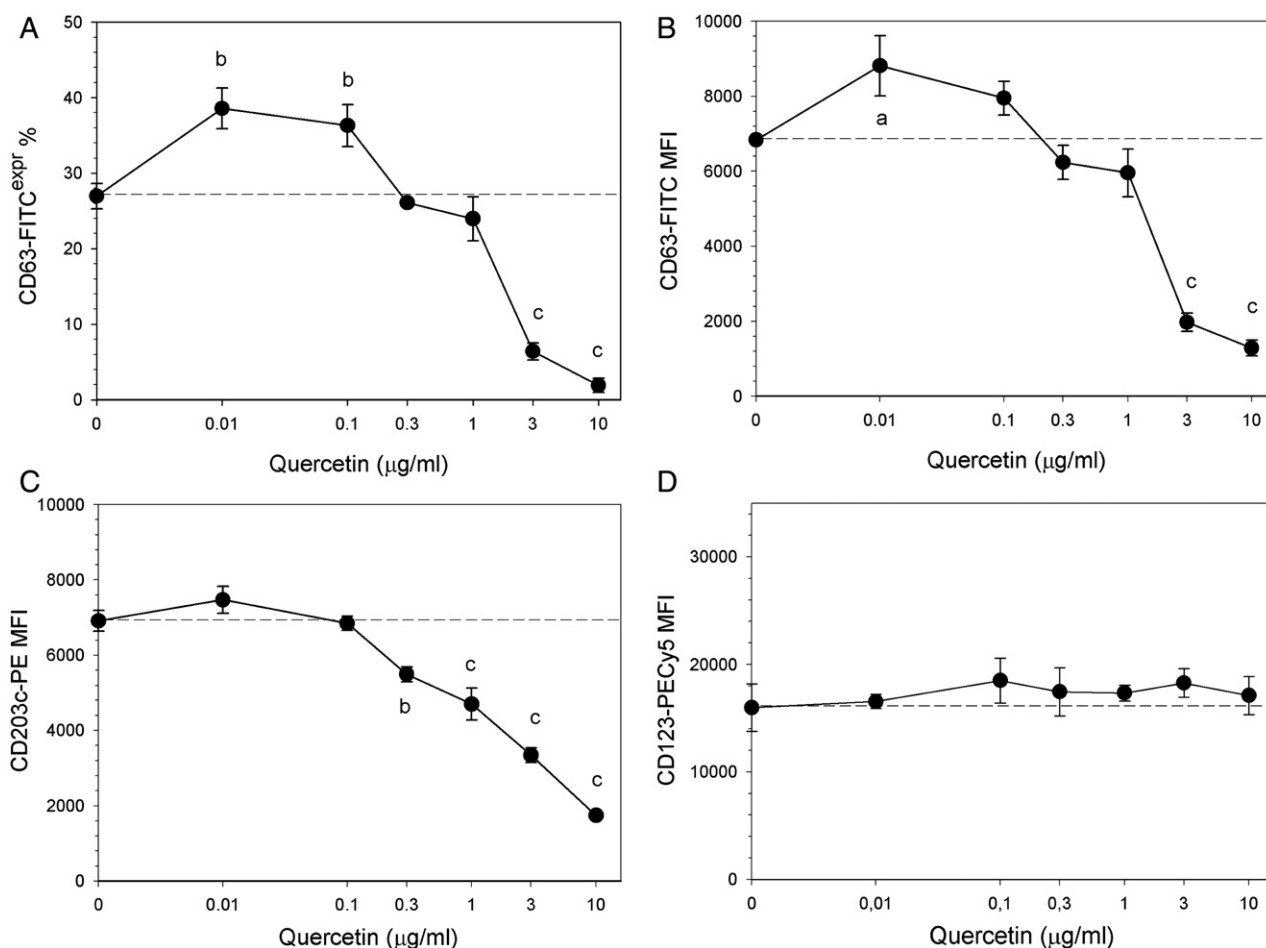 A
CD63-FITC^expr %
50
40
30
20
10
0
b
b
c
c
0 0.01 0.1 0.3 1 3 10
Quercetin (μg/ml)
B
CD63-FITC MFI
10000
8000
6000
4000
2000
0
a
c
c
0 0.01 0.1 0.3 1 3 10
Quercetin (μg/ml)
C
CD203c-PE MFI
10000
8000
6000
4000
2000
0
b
c
c
c
0 0.01 0.1 0.3 1 3 10
Quercetin (μg/ml)
D
CD123-PECy5 MFI
30000
20000
10000
0
0 0,01 0,1 0,3 1 3 10
Quercetin (μg/ml)